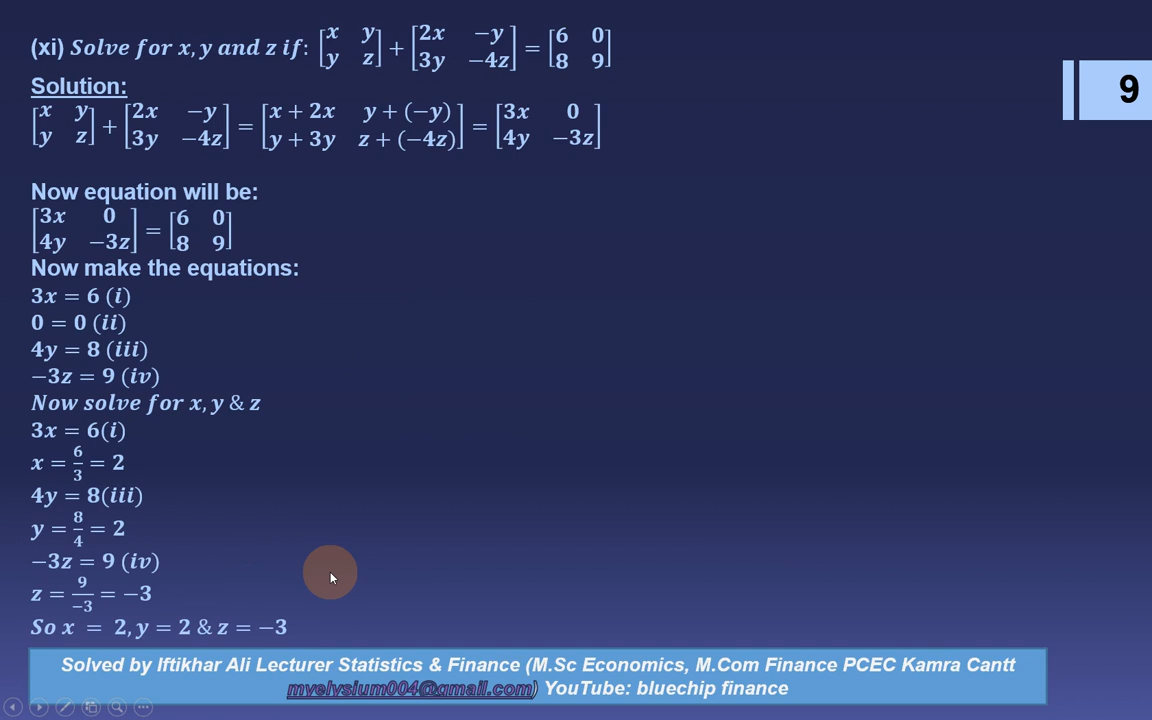 (xi) Solve for x, y and z if: [x y; y z] + [2x −y; 3y −4z] = [6 0; 8 9]
9
Solution:
[x y; y z] + [2x −y; 3y −4z] = [x + 2x y + (−y); y + 3y z + (−4z)] = [3x 0; 4y −3z]
Now equation will be:
[3x 0; 4y −3z] = [6 0; 8 9]
Now make the equations:
3x = 6 (i)
0 = 0 (ii)
4y = 8 (iii)
−3z = 9 (iv)
Now solve for x, y & z
3x = 6(i)
x = 6/3 = 2
4y = 8(iii)
y = 8/4 = 2
−3z = 9 (iv)
z = 9/−3 = −3
So x = 2, y = 2 & z = −3
Solved by Iftikhar Ali Lecturer Statistics & Finance (M.Sc Economics, M.Com Finance PCEC Kamra Cantt
myelysium004@gmail.com) YouTube: bluechip finance